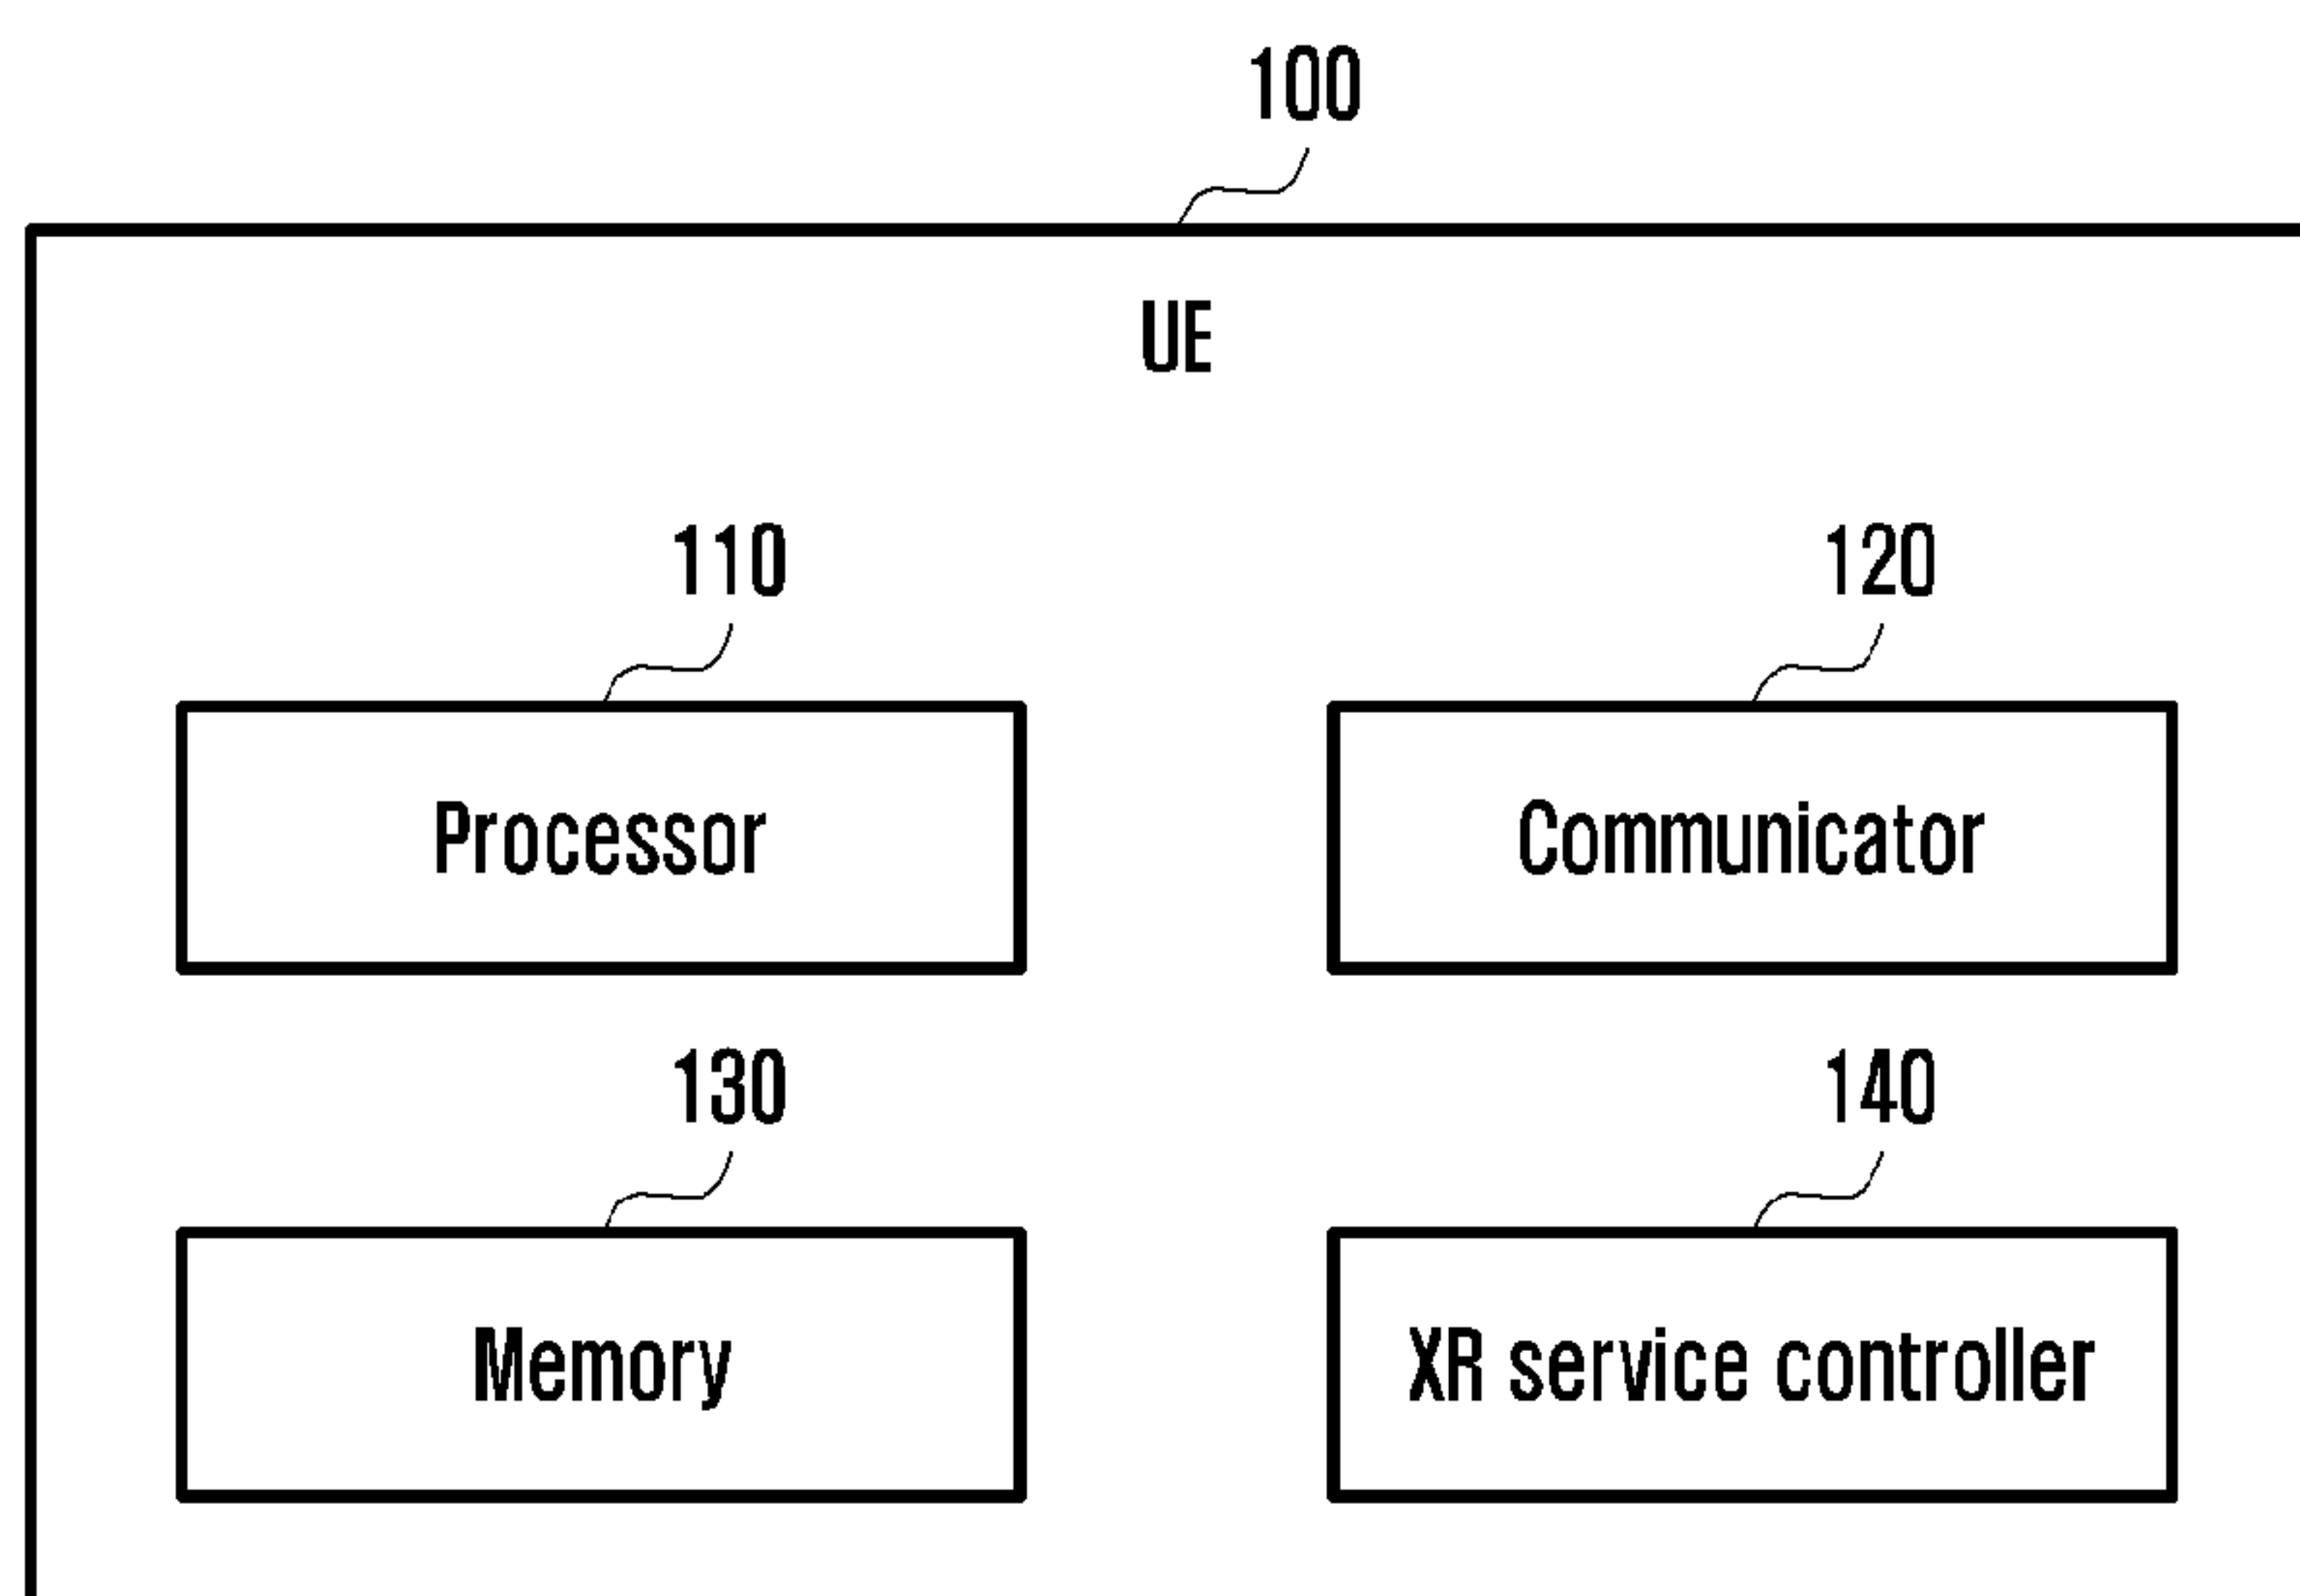 100
UE
110
120
Processor
Communicator
130
140
Memory
XR service controller